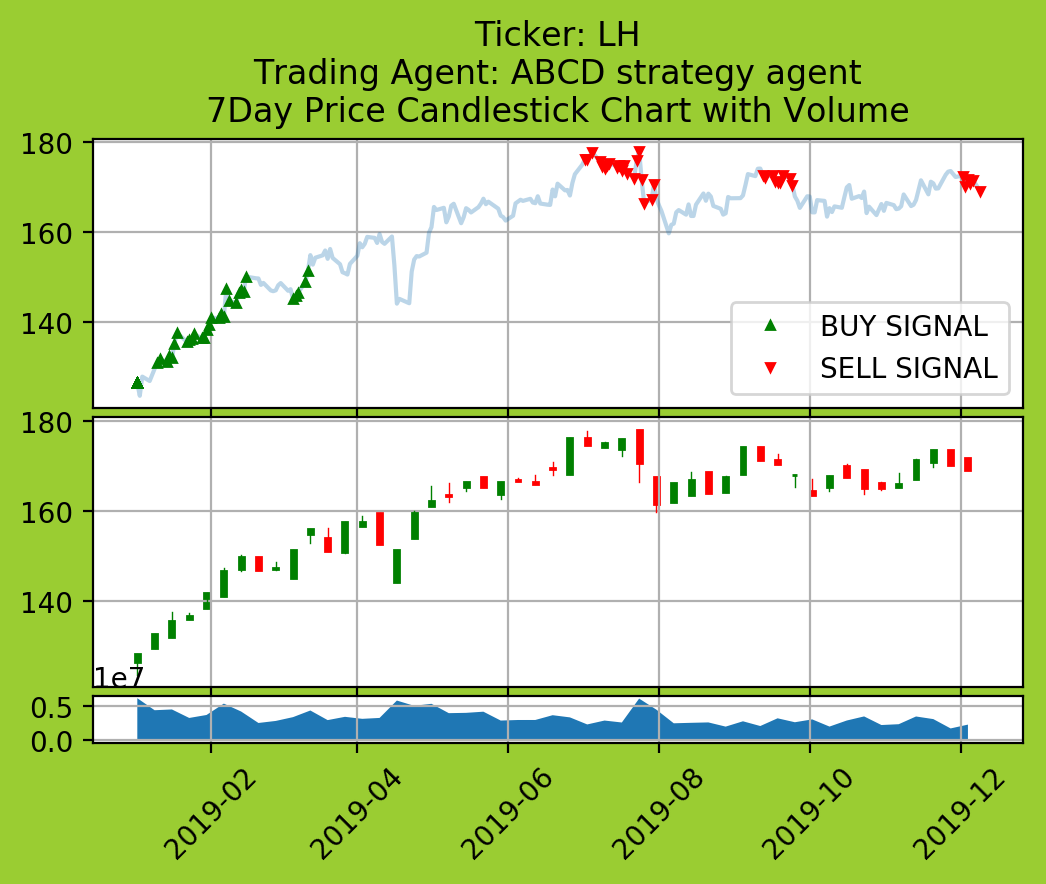 Ticker: LH
Trading Agent: ABCD strategy agent
7Day Price Candlestick Chart with Volume
180
160
140
BUY SIGNAL
SELL SIGNAL
180
160
140
1e7
0.5
0.0
2019-02
2019-04
2019-06
2019-08
2019-10
2019-12